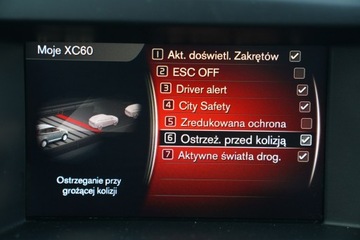 Moje XC60
1 Akt. doświetl. Zakrętów
2 ESC OFF
3 Driver alert
4 City Safety
5 Zredukowana ochrona
6 Ostrzeż. przed kolizją
7 Aktywne światła drog.
Ostrzeganie przy
grożącej kolizji